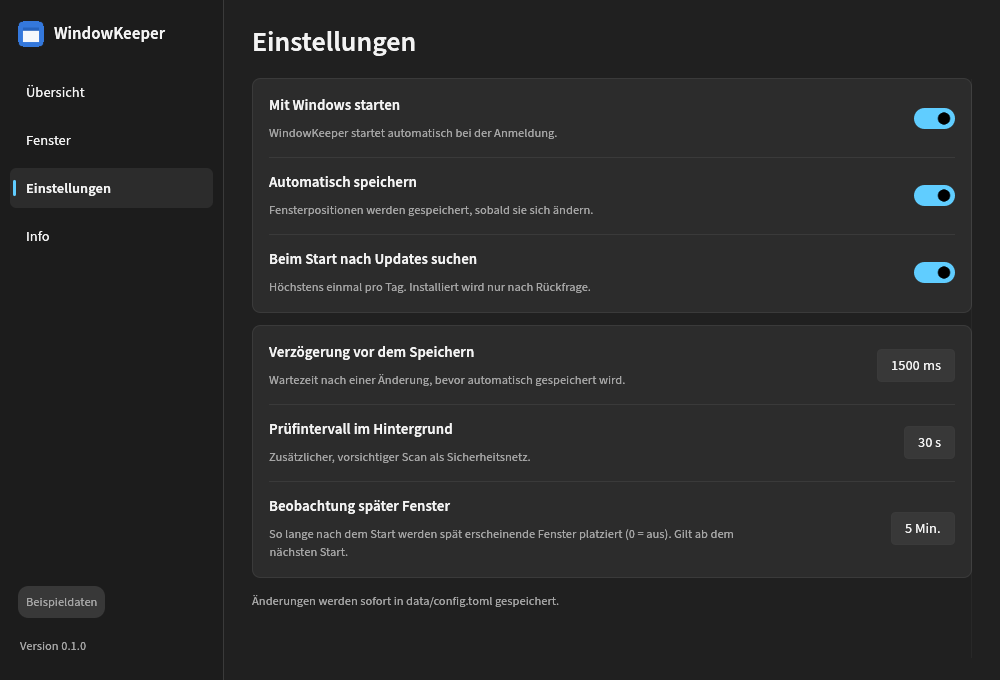 WindowKeeper
Übersicht
Fenster
Einstellungen
Info
Beispieldaten
Version 0.1.0
Einstellungen
Mit Windows starten
WindowKeeper startet automatisch bei der Anmeldung.
Automatisch speichern
Fensterpositionen werden gespeichert, sobald sie sich ändern.
Beim Start nach Updates suchen
Höchstens einmal pro Tag. Installiert wird nur nach Rückfrage.
Verzögerung vor dem Speichern
Wartezeit nach einer Änderung, bevor automatisch gespeichert wird.
1500 ms
Prüfintervall im Hintergrund
Zusätzlicher, vorsichtiger Scan als Sicherheitsnetz.
30 s
Beobachtung später Fenster
So lange nach dem Start werden spät erscheinende Fenster platziert (0 = aus). Gilt ab dem
nächsten Start.
5 Min.
Änderungen werden sofort in data/config.toml gespeichert.